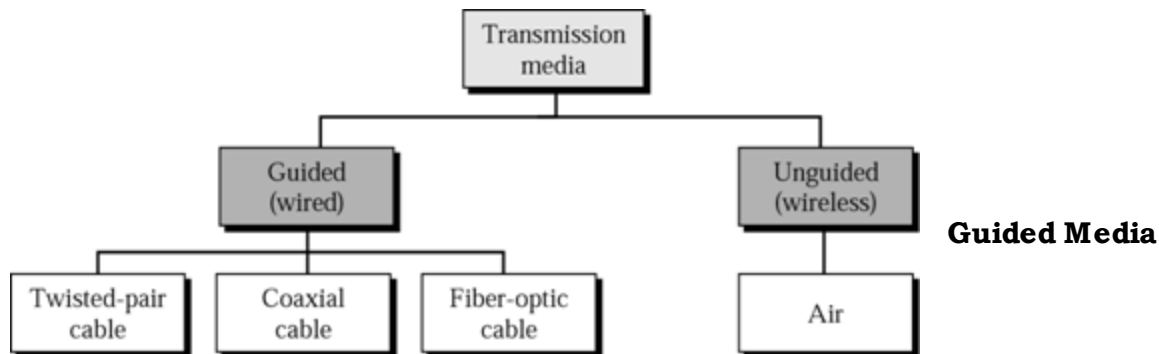 Transmission
media
Guided
(wired)
Unguided
(wireless)
Guided Media
Twisted-pair
cable
Coaxial
cable
Fiber-optic
cable
Air